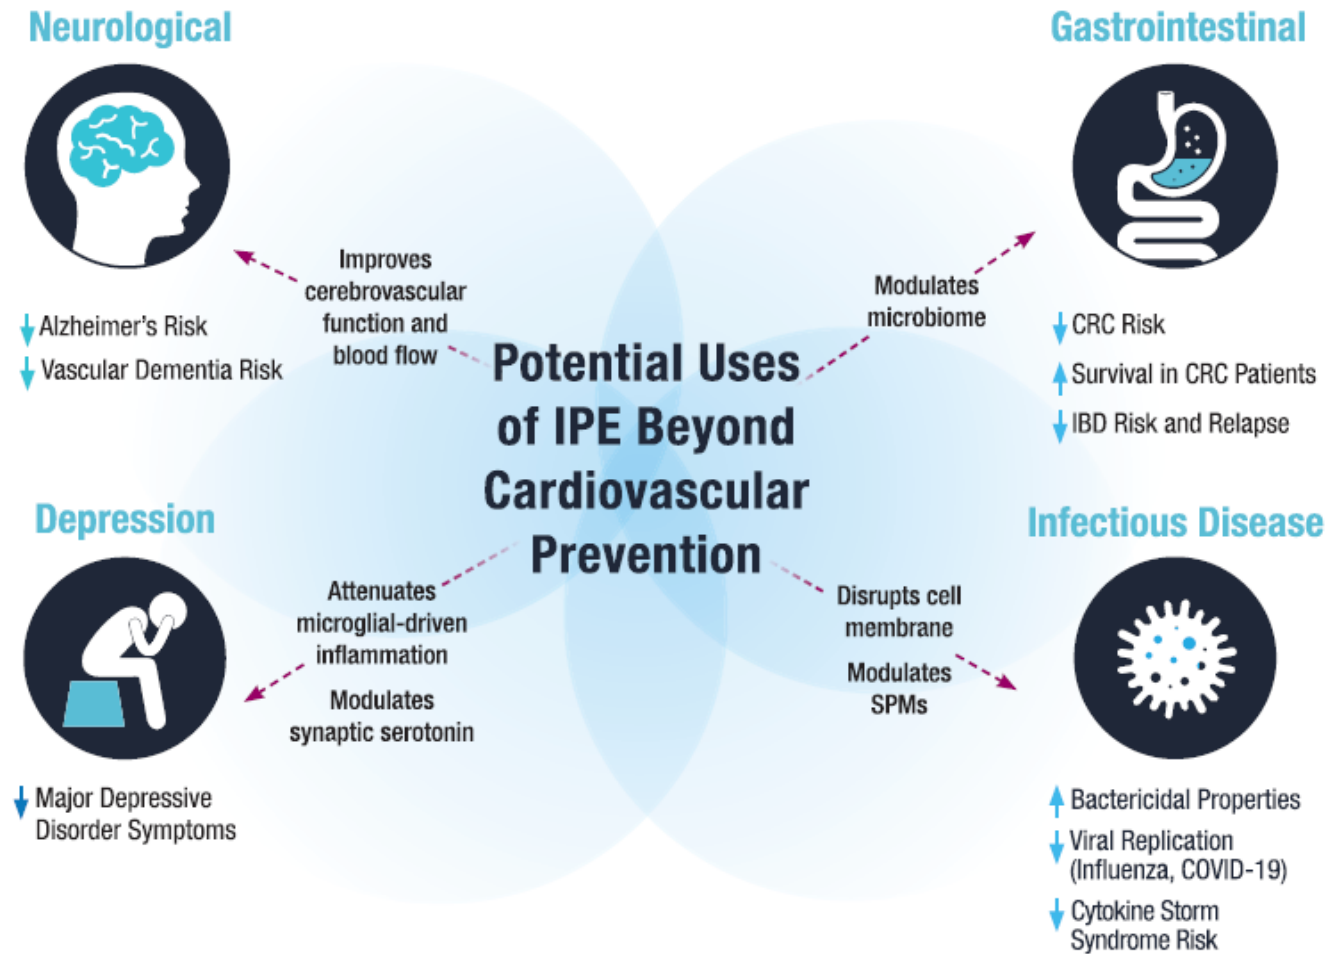 Neurological
Improves
cerebrovascular
function and
blood flow
Alzheimer's Risk
Vascular Dementia Risk
Gastrointestinal
Modulates
microbiome
CRC Risk
Survival in CRC Patients
IBD Risk and Relapse
Potential Uses
of IPE Beyond
Cardiovascular
Prevention
Depression
Attenuates
microglial-driven
inflammation
Modulates
synaptic serotonin
Major Depressive
Disorder Symptoms
Infectious Disease
Disrupts cell
membrane
Modulates
SPMs
Bactericidal Properties
Viral Replication
(Influenza, COVID-19)
Cytokine Storm
Syndrome Risk